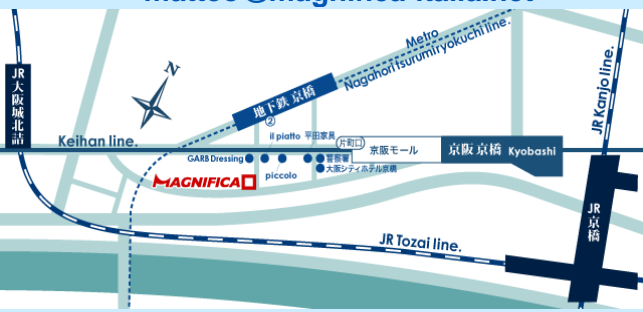 Metro
Nagahori tsurumiryokuchi line.
N
JR大阪城北詰
地下鉄 京橋
②
JR Kanjo line.
Keihan line.
il piatto
平田家具
片町口
京阪モール
京阪 京橋 Kyobashi
GARB Dressing
警察署
piccolo
大阪シティホテル京橋
MAGNIFICA
JR京橋
JR Tozai line.